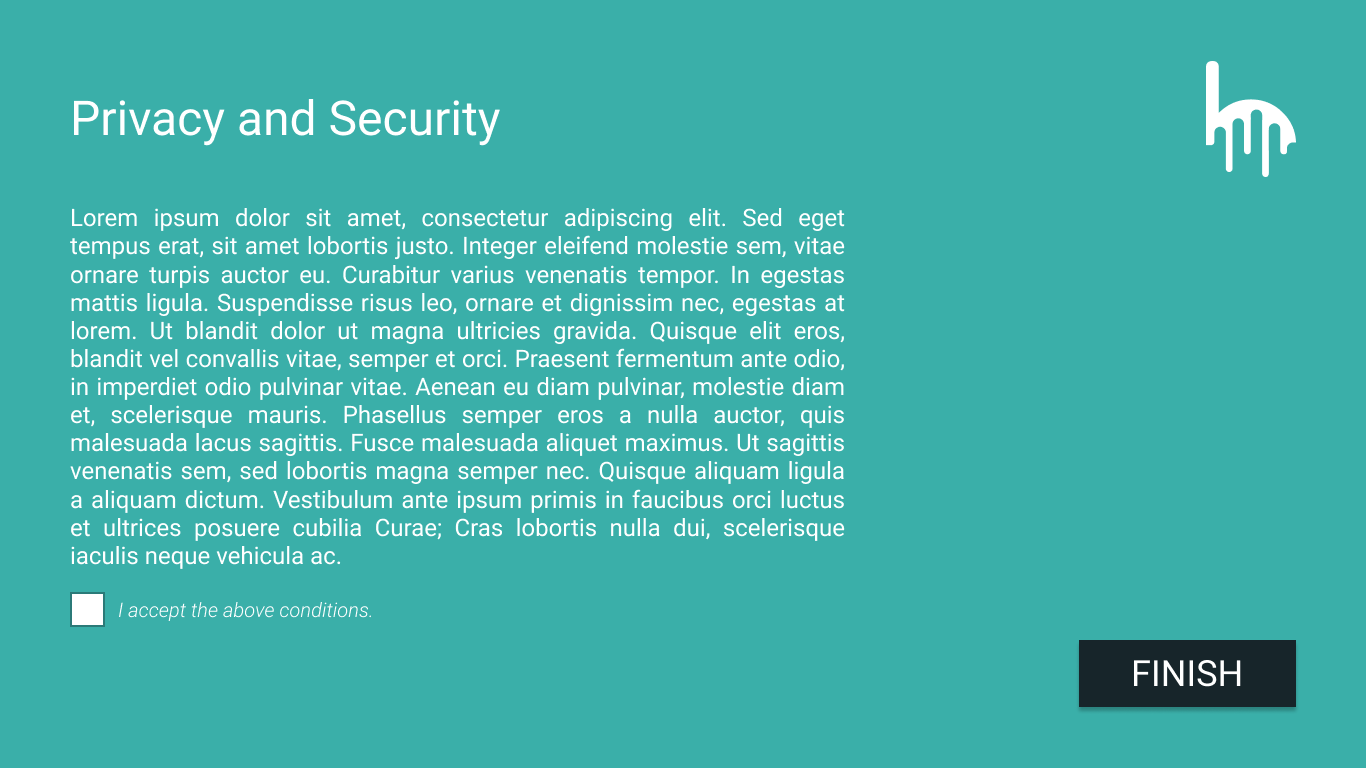 Privacy and Security
Lorem ipsum dolor sit amet, consectetur adipiscing elit. Sed eget
tempus erat, sit amet lobortis justo. Integer eleifend molestie sem, vitae
ornare turpis auctor eu. Curabitur varius venenatis tempor. In egestas
mattis ligula. Suspendisse risus leo, ornare et dignissim nec, egestas at
lorem. Ut blandit dolor ut magna ultricies gravida. Quisque elit eros,
blandit vel convallis vitae, semper et orci. Praesent fermentum ante odio,
in imperdiet odio pulvinar vitae. Aenean eu diam pulvinar, molestie diam
et, scelerisque mauris. Phasellus semper eros a nulla auctor, quis
malesuada lacus sagittis. Fusce malesuada aliquet maximus. Ut sagittis
venenatis sem, sed lobortis magna semper nec. Quisque aliquam ligula
a aliquam dictum. Vestibulum ante ipsum primis in faucibus orci luctus
et ultrices posuere cubilia Curae; Cras lobortis nulla dui, scelerisque
iaculis neque vehicula ac.
I accept the above conditions.
FINISH